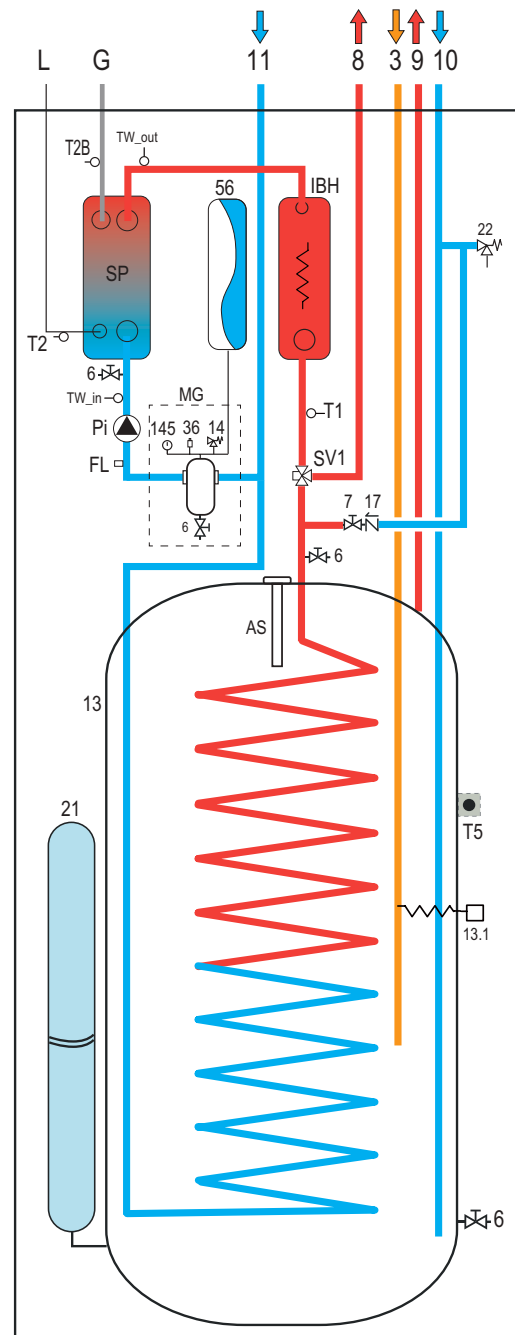 L G 11 8 3 9 10
T2B
TW_out
56
IBH
22
SP
T2
6
TW_in
MG
T1
Pi
145 36 14
SV1
FL
7 17
6
6
AS
13
21
T5
13.1
6